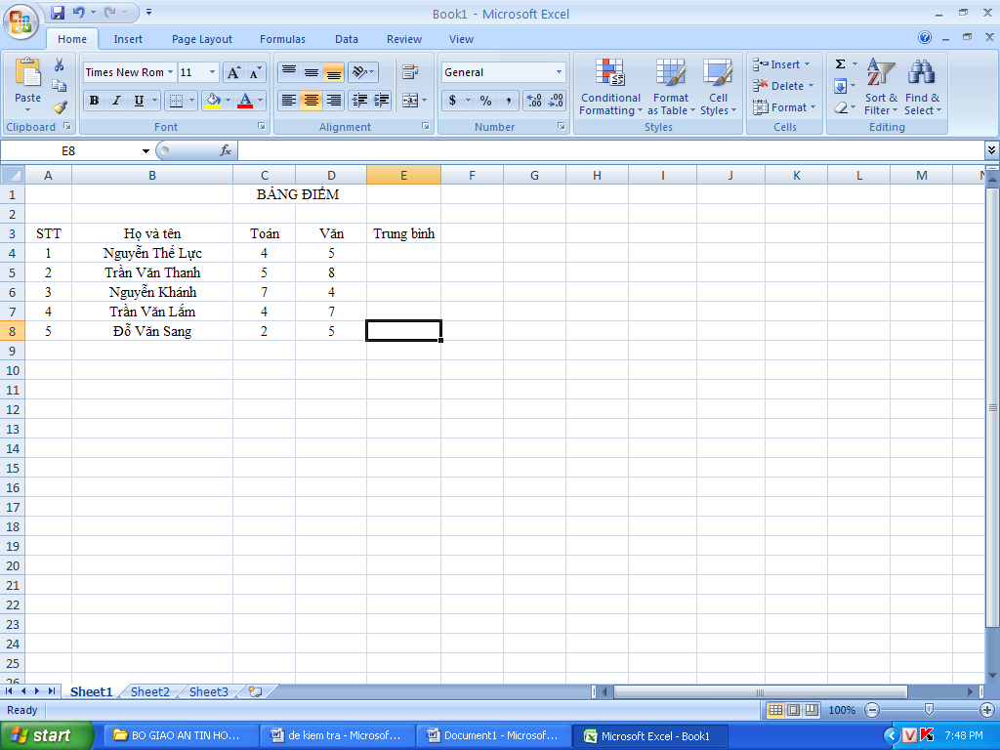 Book1 - Microsoft Excel
Home Insert Page Layout Formulas Data Review View
Paste
Times New Rom 11
B I U
General
$ % ,
Conditional Formatting
Format as Table
Cell Styles
Insert
Delete
Format
Σ
Sort & Filter
Find & Select
Clipboard Font Alignment Number Styles Cells Editing
E8 fx
A B C D E F G H I J K L M N
1 BẢNG ĐIỂM
2
3 STT Họ và tên Toán Văn Trung bình
4 1 Nguyễn Thế Lực 4 5
5 2 Trần Văn Thanh 5 8
6 3 Nguyễn Khánh 7 4
7 4 Trần Văn Lắm 4 7
8 5 Đỗ Văn Sang 2 5
9
10
11
12
13
14
15
16
17
18
19
20
21
22
23
24
25
26
Sheet1 Sheet2 Sheet3
Ready 100%
start BO GIAO AN TIN HO... de kiem tra - Microsof... Document1 - Microsof... Microsoft Excel - Book1 7:48 PM